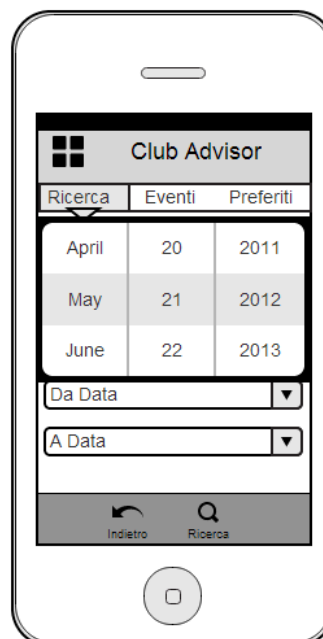 Club Advisor
Ricerca Eventi Preferiti
April 20 2011
May 21 2012
June 22 2013
Da Data
A Data
Indietro Ricerca